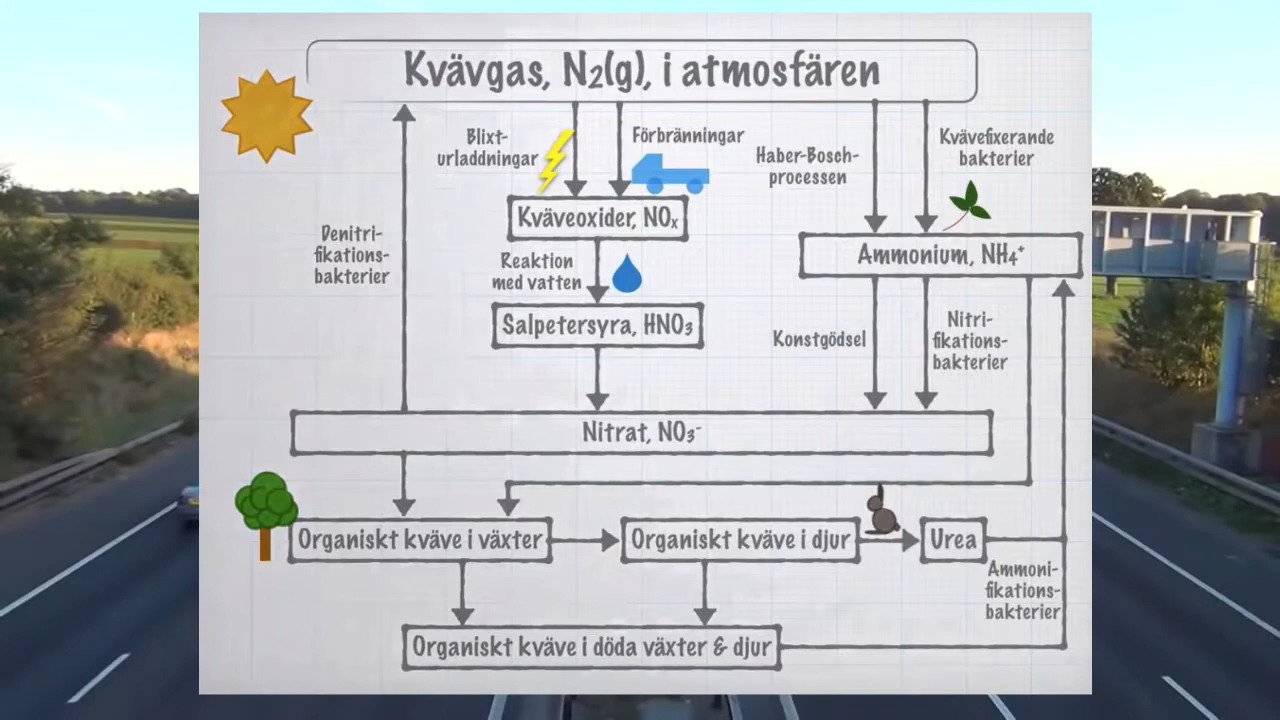 Kvävgas, N₂(g), i atmosfären
Blixt-
urladdningar
Förbränningar
Haber-Bosch-
processen
Kvävefixerande
bakterier
Kväveoxider, NOₓ
Denitri-
fikations-
bakterier
Reaktion
med vatten
Ammonium, NH₄⁺
Salpetersyra, HNO₃
Konstgödsel
Nitri-
fikations-
bakterier
Nitrat, NO₃⁻
Organiskt kväve i växter
Organiskt kväve i djur
Urea
Ammoni-
fikations-
bakterier
Organiskt kväve i döda växter & djur